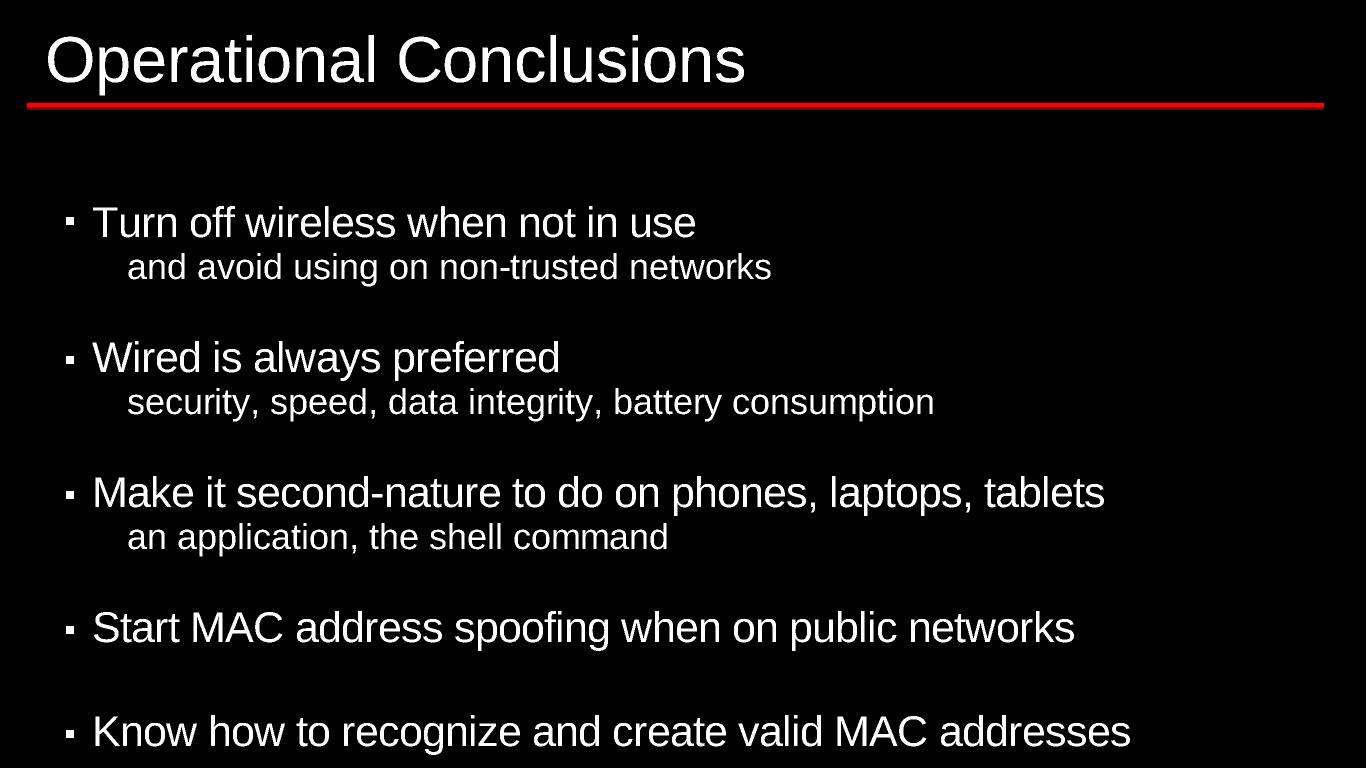 Operational Conclusions
▪ Turn off wireless when not in use
and avoid using on non-trusted networks
▪ Wired is always preferred
security, speed, data integrity, battery consumption
▪ Make it second-nature to do on phones, laptops, tablets
an application, the shell command
▪ Start MAC address spoofing when on public networks
▪ Know how to recognize and create valid MAC addresses